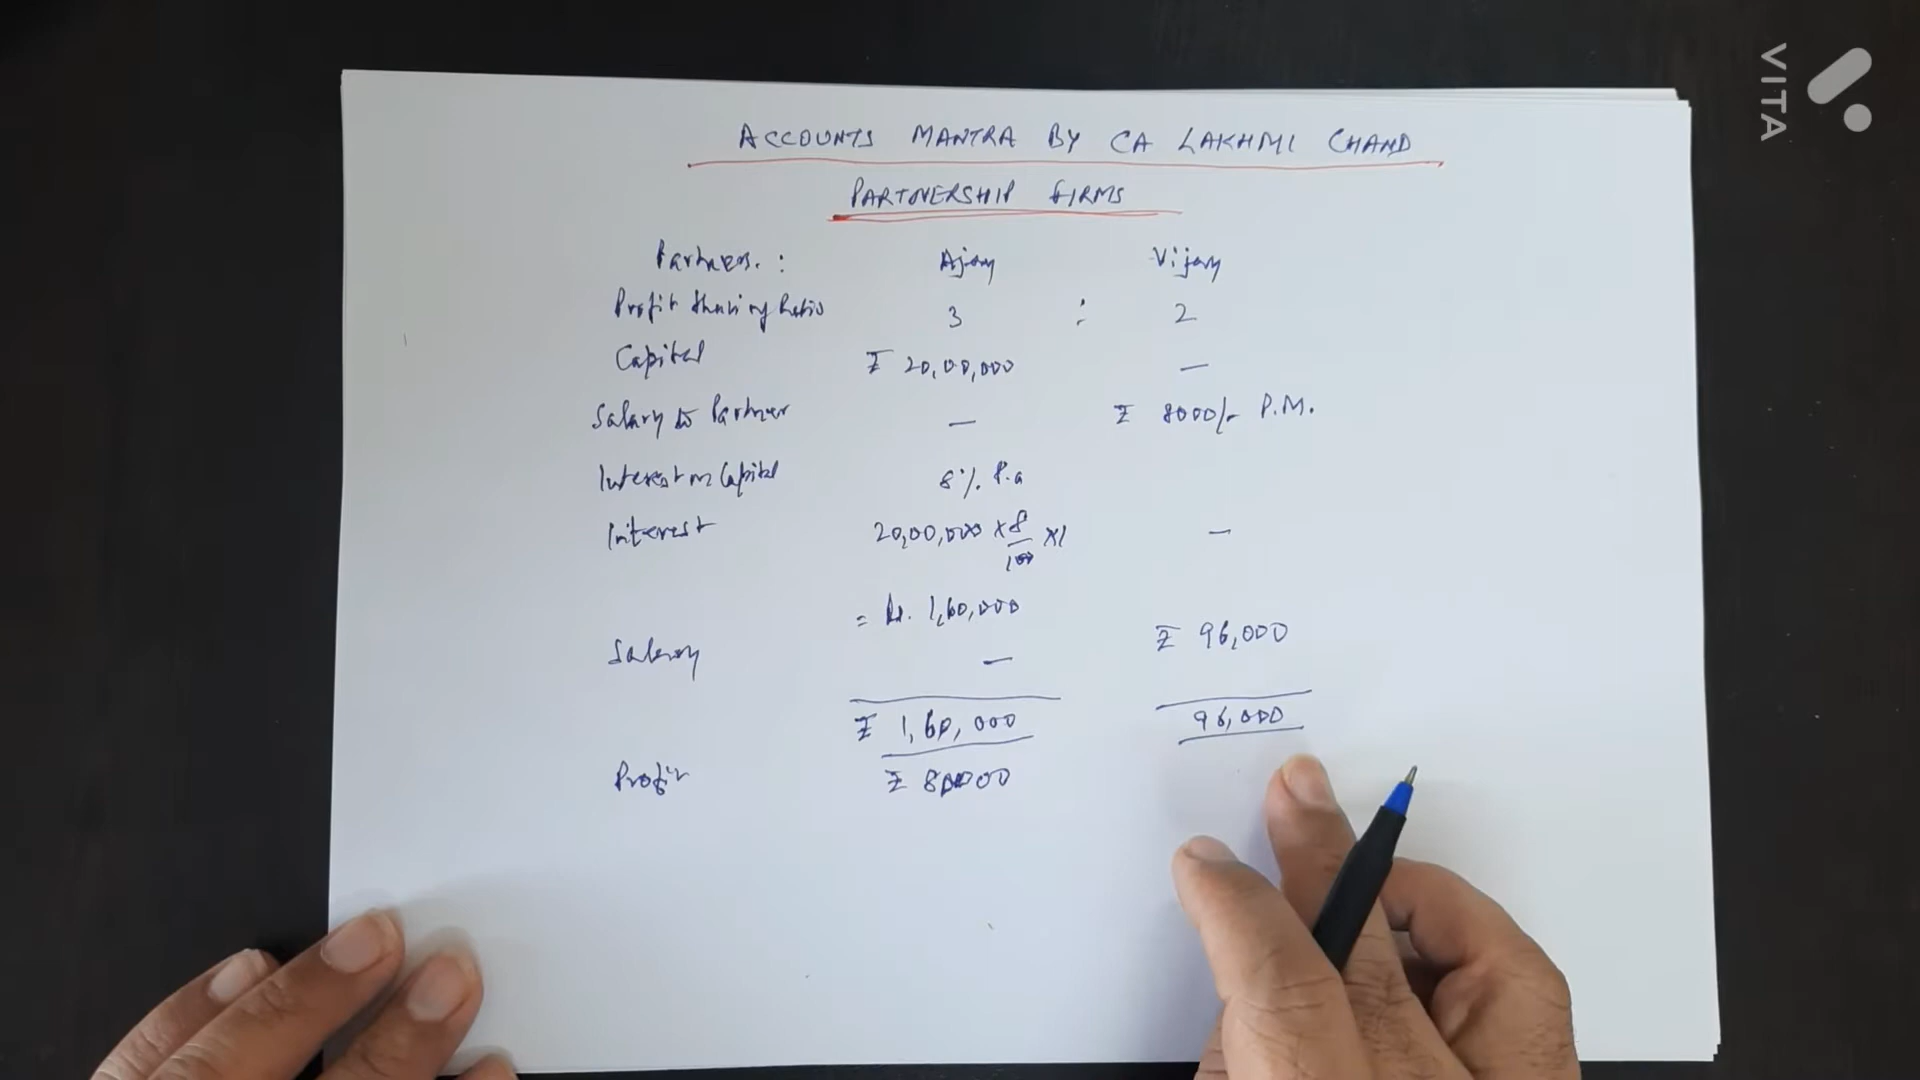 ACCOUNTS MANTRA BY CA LAKHMI CHAND
PARTNERSHIP FIRMS
Partners. : Ajay Vijay
Profit Sharing Ratio 3 : 2
Capital ₹ 20,00,000 —
Salary to Partner — ₹ 8000/- P.M.
Interest on Capital 8% P.a
Interest 20,00,000 x 8/100 x1 —
= Rs. 1,60,000
Salary — ₹ 96,000
₹ 1,60,000 96,000
Profit ₹ 80000
VITA